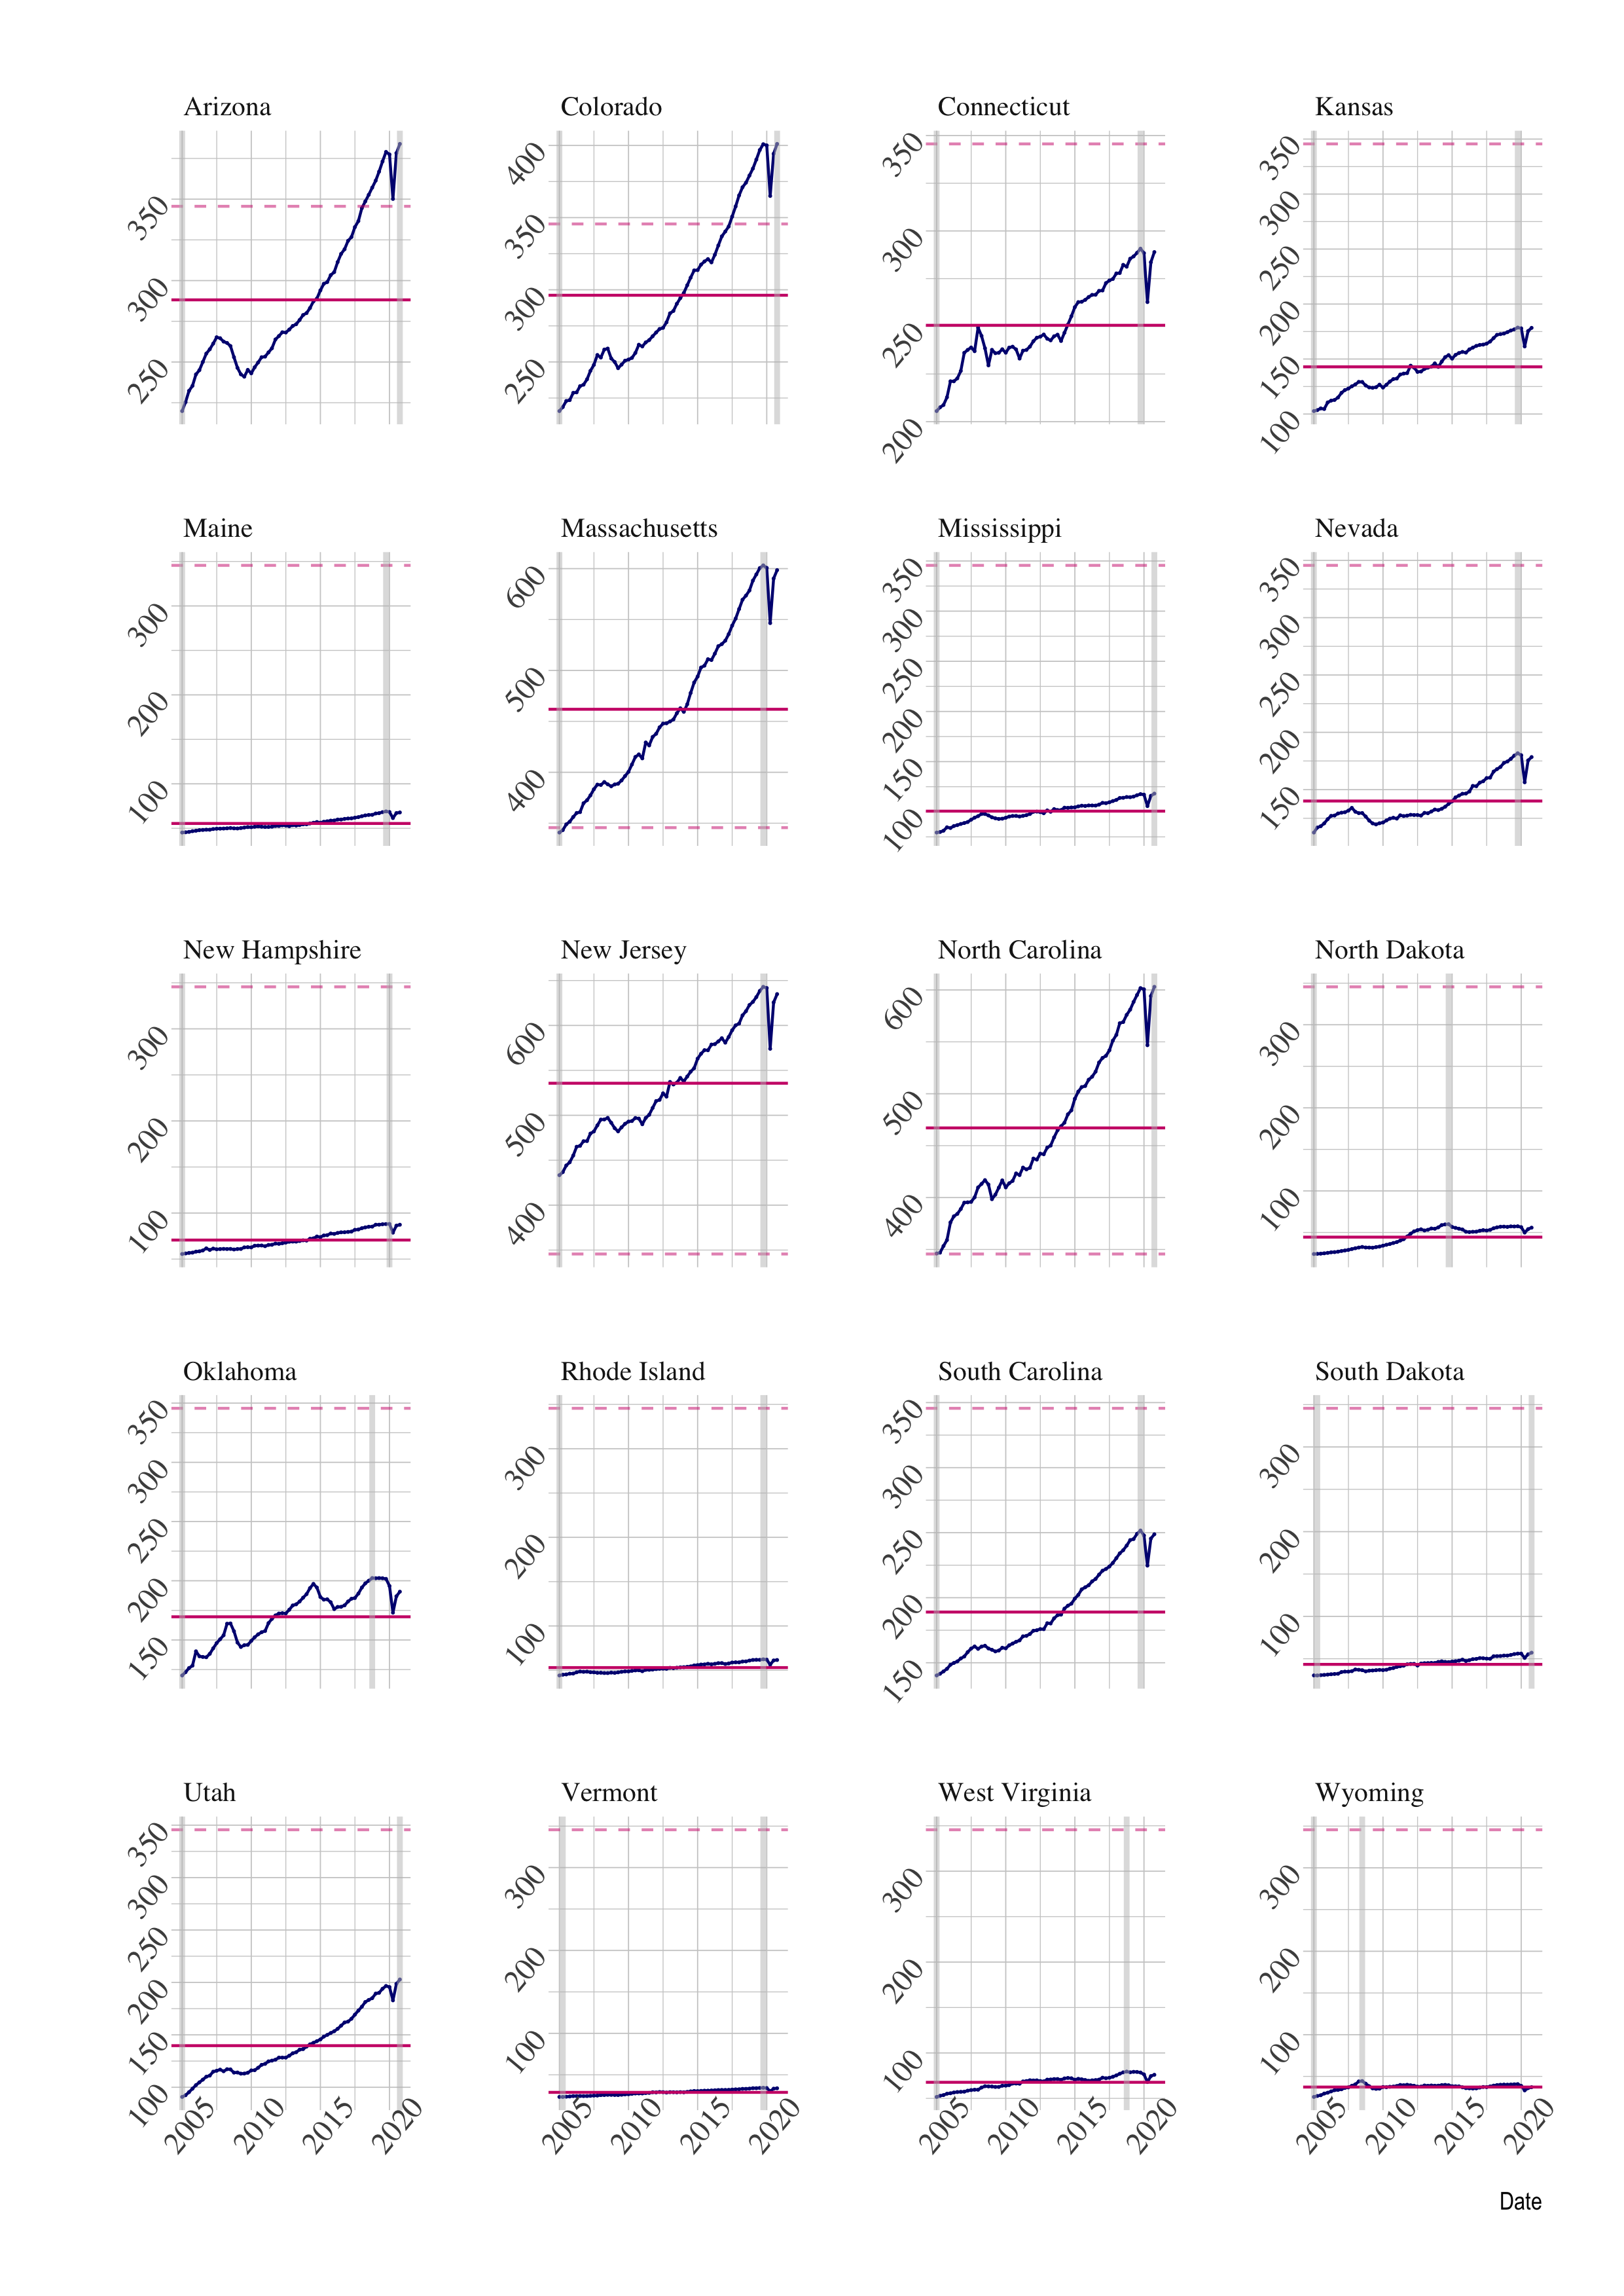 Arizona Colorado Connecticut Kansas
350 300 250
400 350 300 250
350 300 250 200
350 300 250 200 150 100
Maine Massachusetts Mississippi Nevada
300 200 100
600 500 400
350 300 250 200 150 100
350 300 250 200 150
New Hampshire New Jersey North Carolina North Dakota
300 200 100
600 500 400
600 500 400
300 200 100
Oklahoma Rhode Island South Carolina South Dakota
350 300 250 200 150
300 200 100
350 300 250 200 150
300 200 100
Utah Vermont West Virginia Wyoming
350 300 250 200 150 100
300 200 100
300 200 100
300 200 100
2005 2010 2015 2020 2005 2010 2015 2020 2005 2010 2015 2020 2005 2010 2015 2020
Date